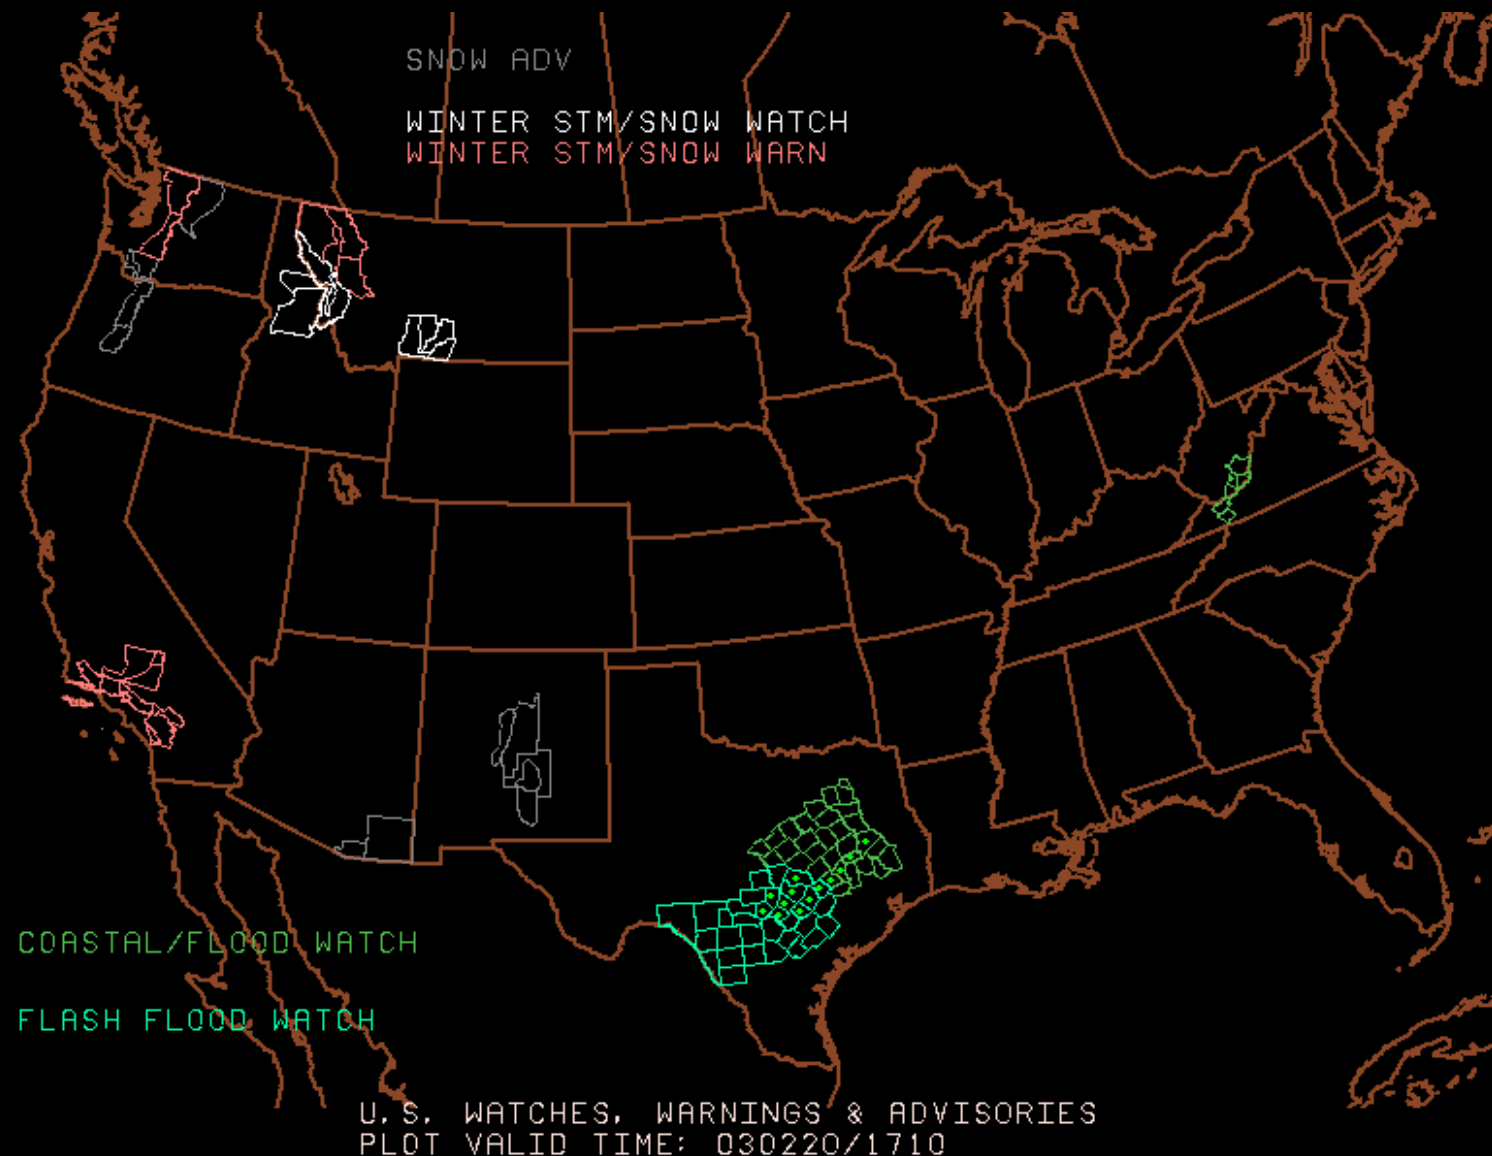 SNOW ADV
WINTER STM/SNOW WATCH
WINTER STM/SNOW WARN
COASTAL/FLOOD WATCH
FLASH FLOOD WATCH
U.S. WATCHES, WARNINGS & ADVISORIES
PLOT VALID TIME: 030220/1710